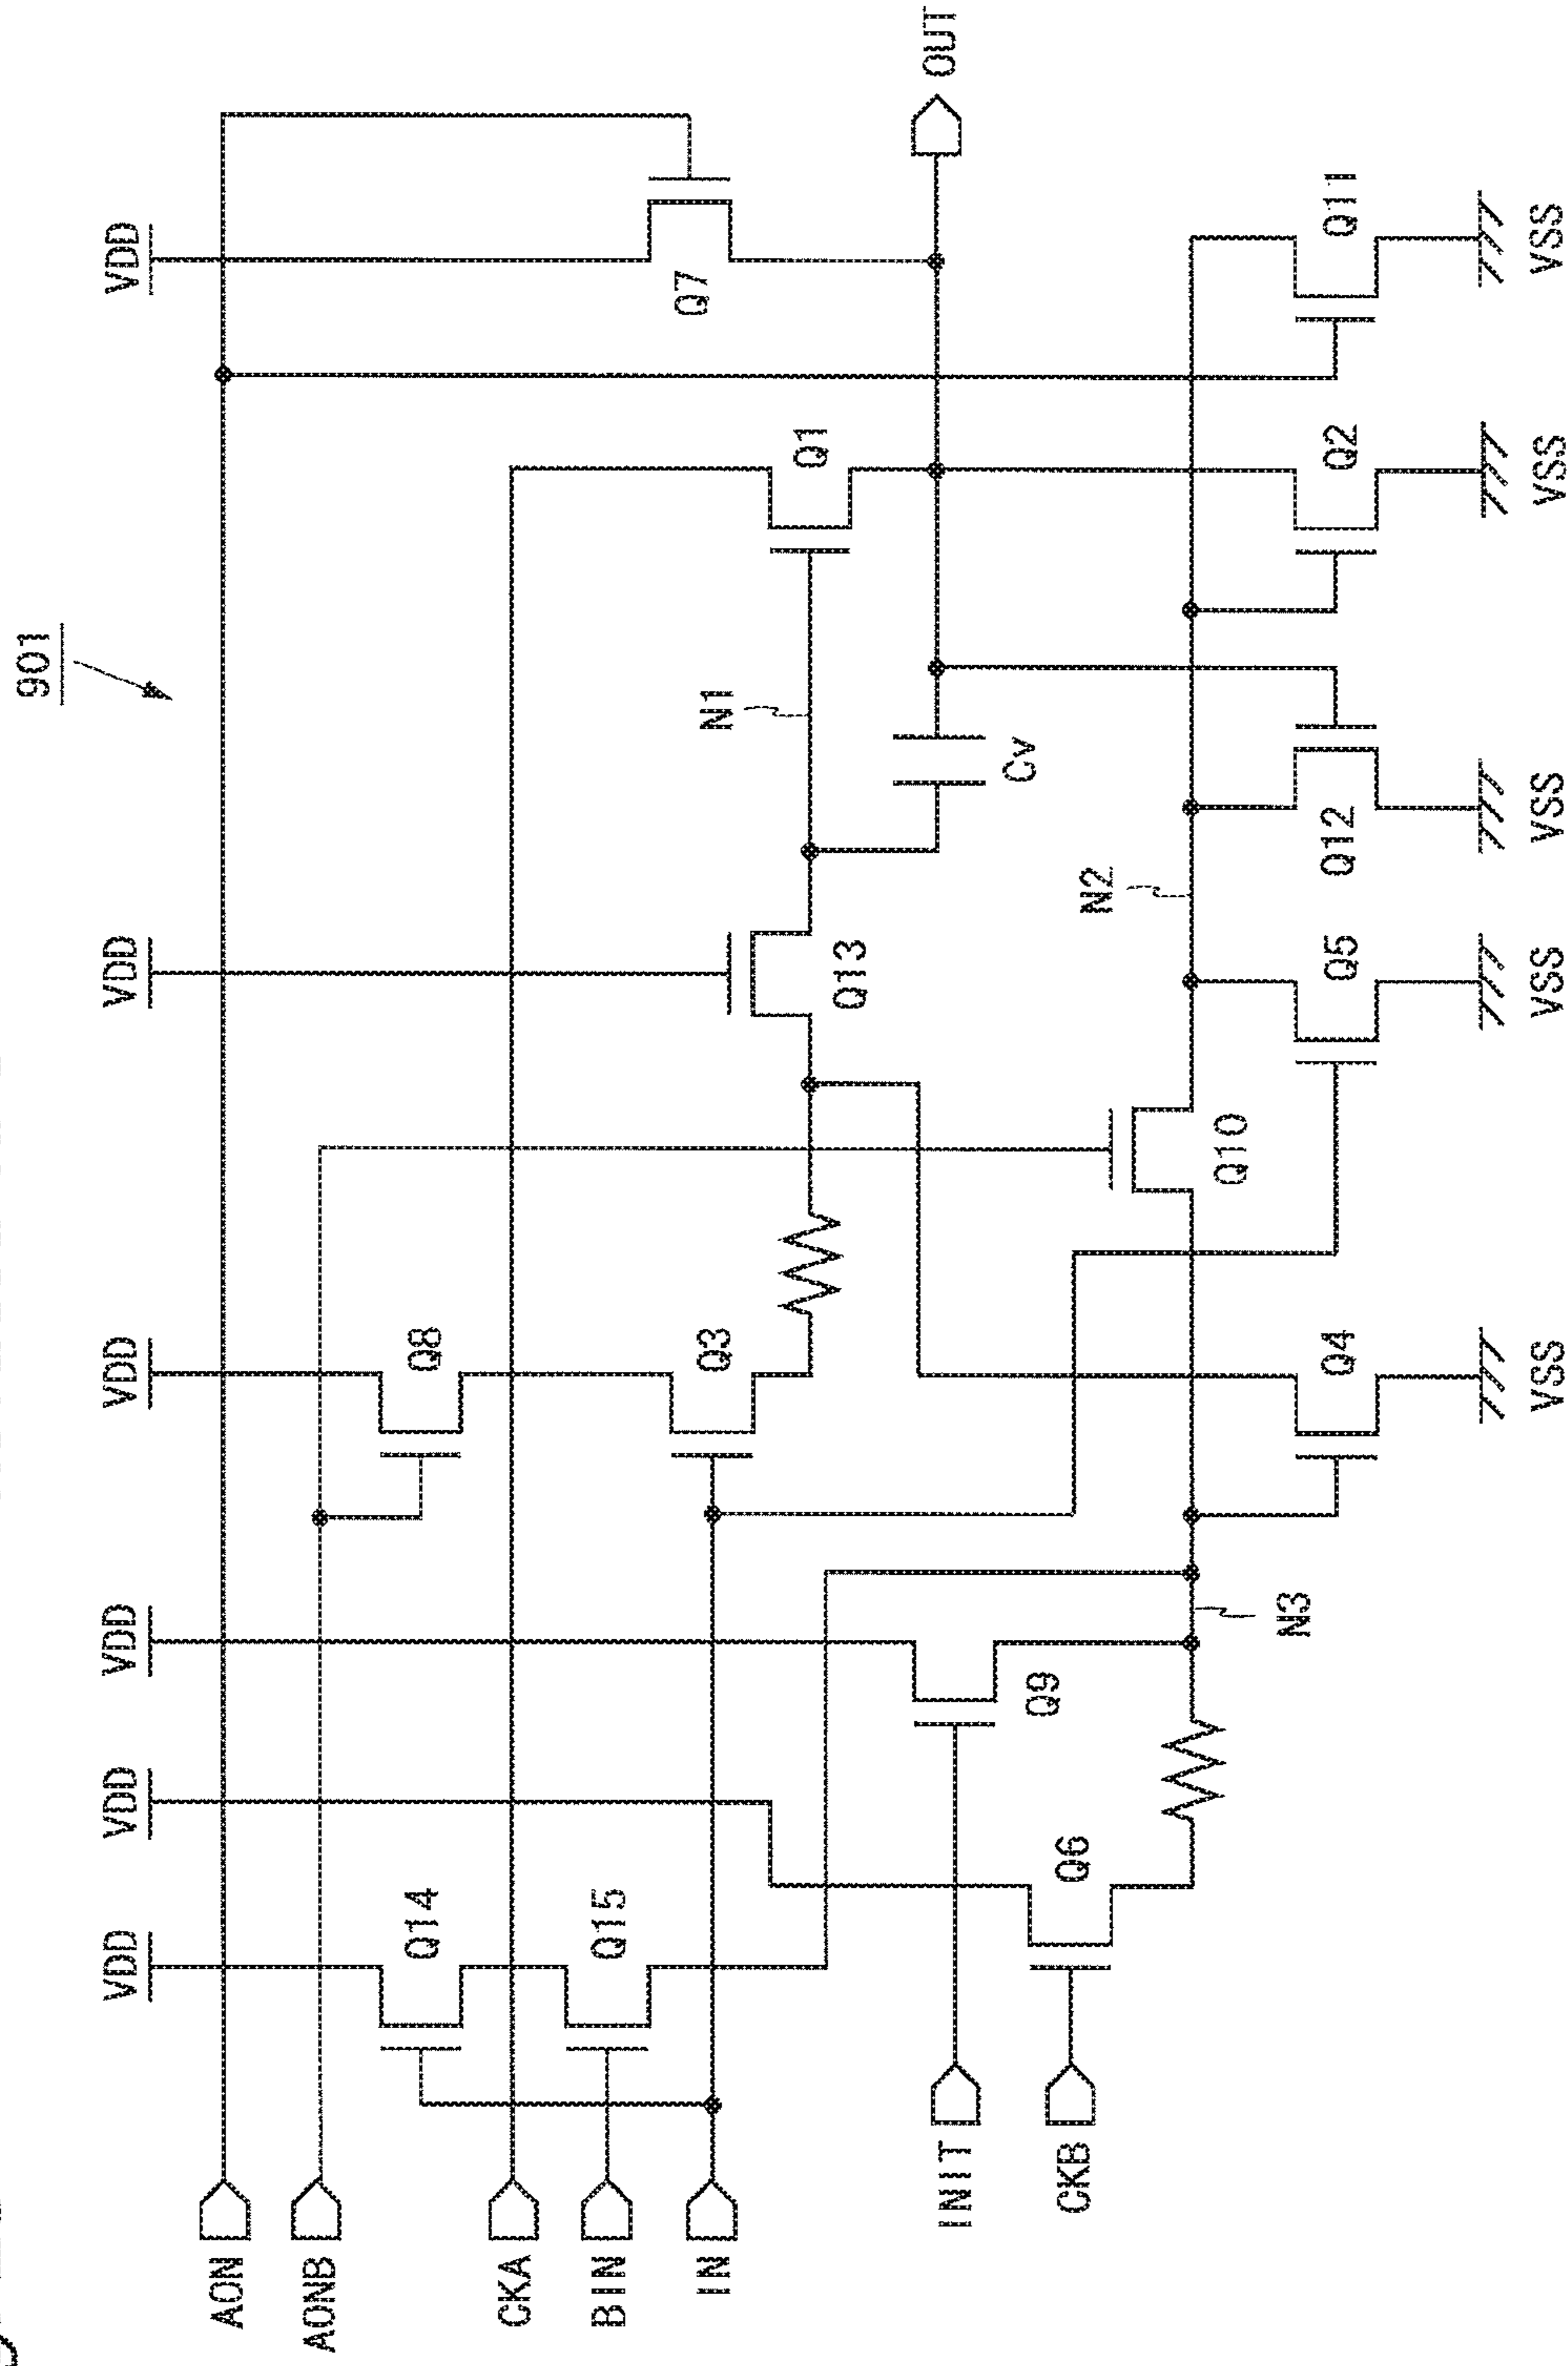 901
VDD
VDD
VDD
VDD
VDD
VDD
AON
AONB
Q14
Q8
CKA
BIN
Q15
IN
Q3
N1
Q1
Q7
Q13
Cv
OUT
INIT
Q9
CKB
Q6
N3
Q10
N2
Q4
Q5
Q12
Q2
Q11
VSS
VSS
VSS
VSS
VSS